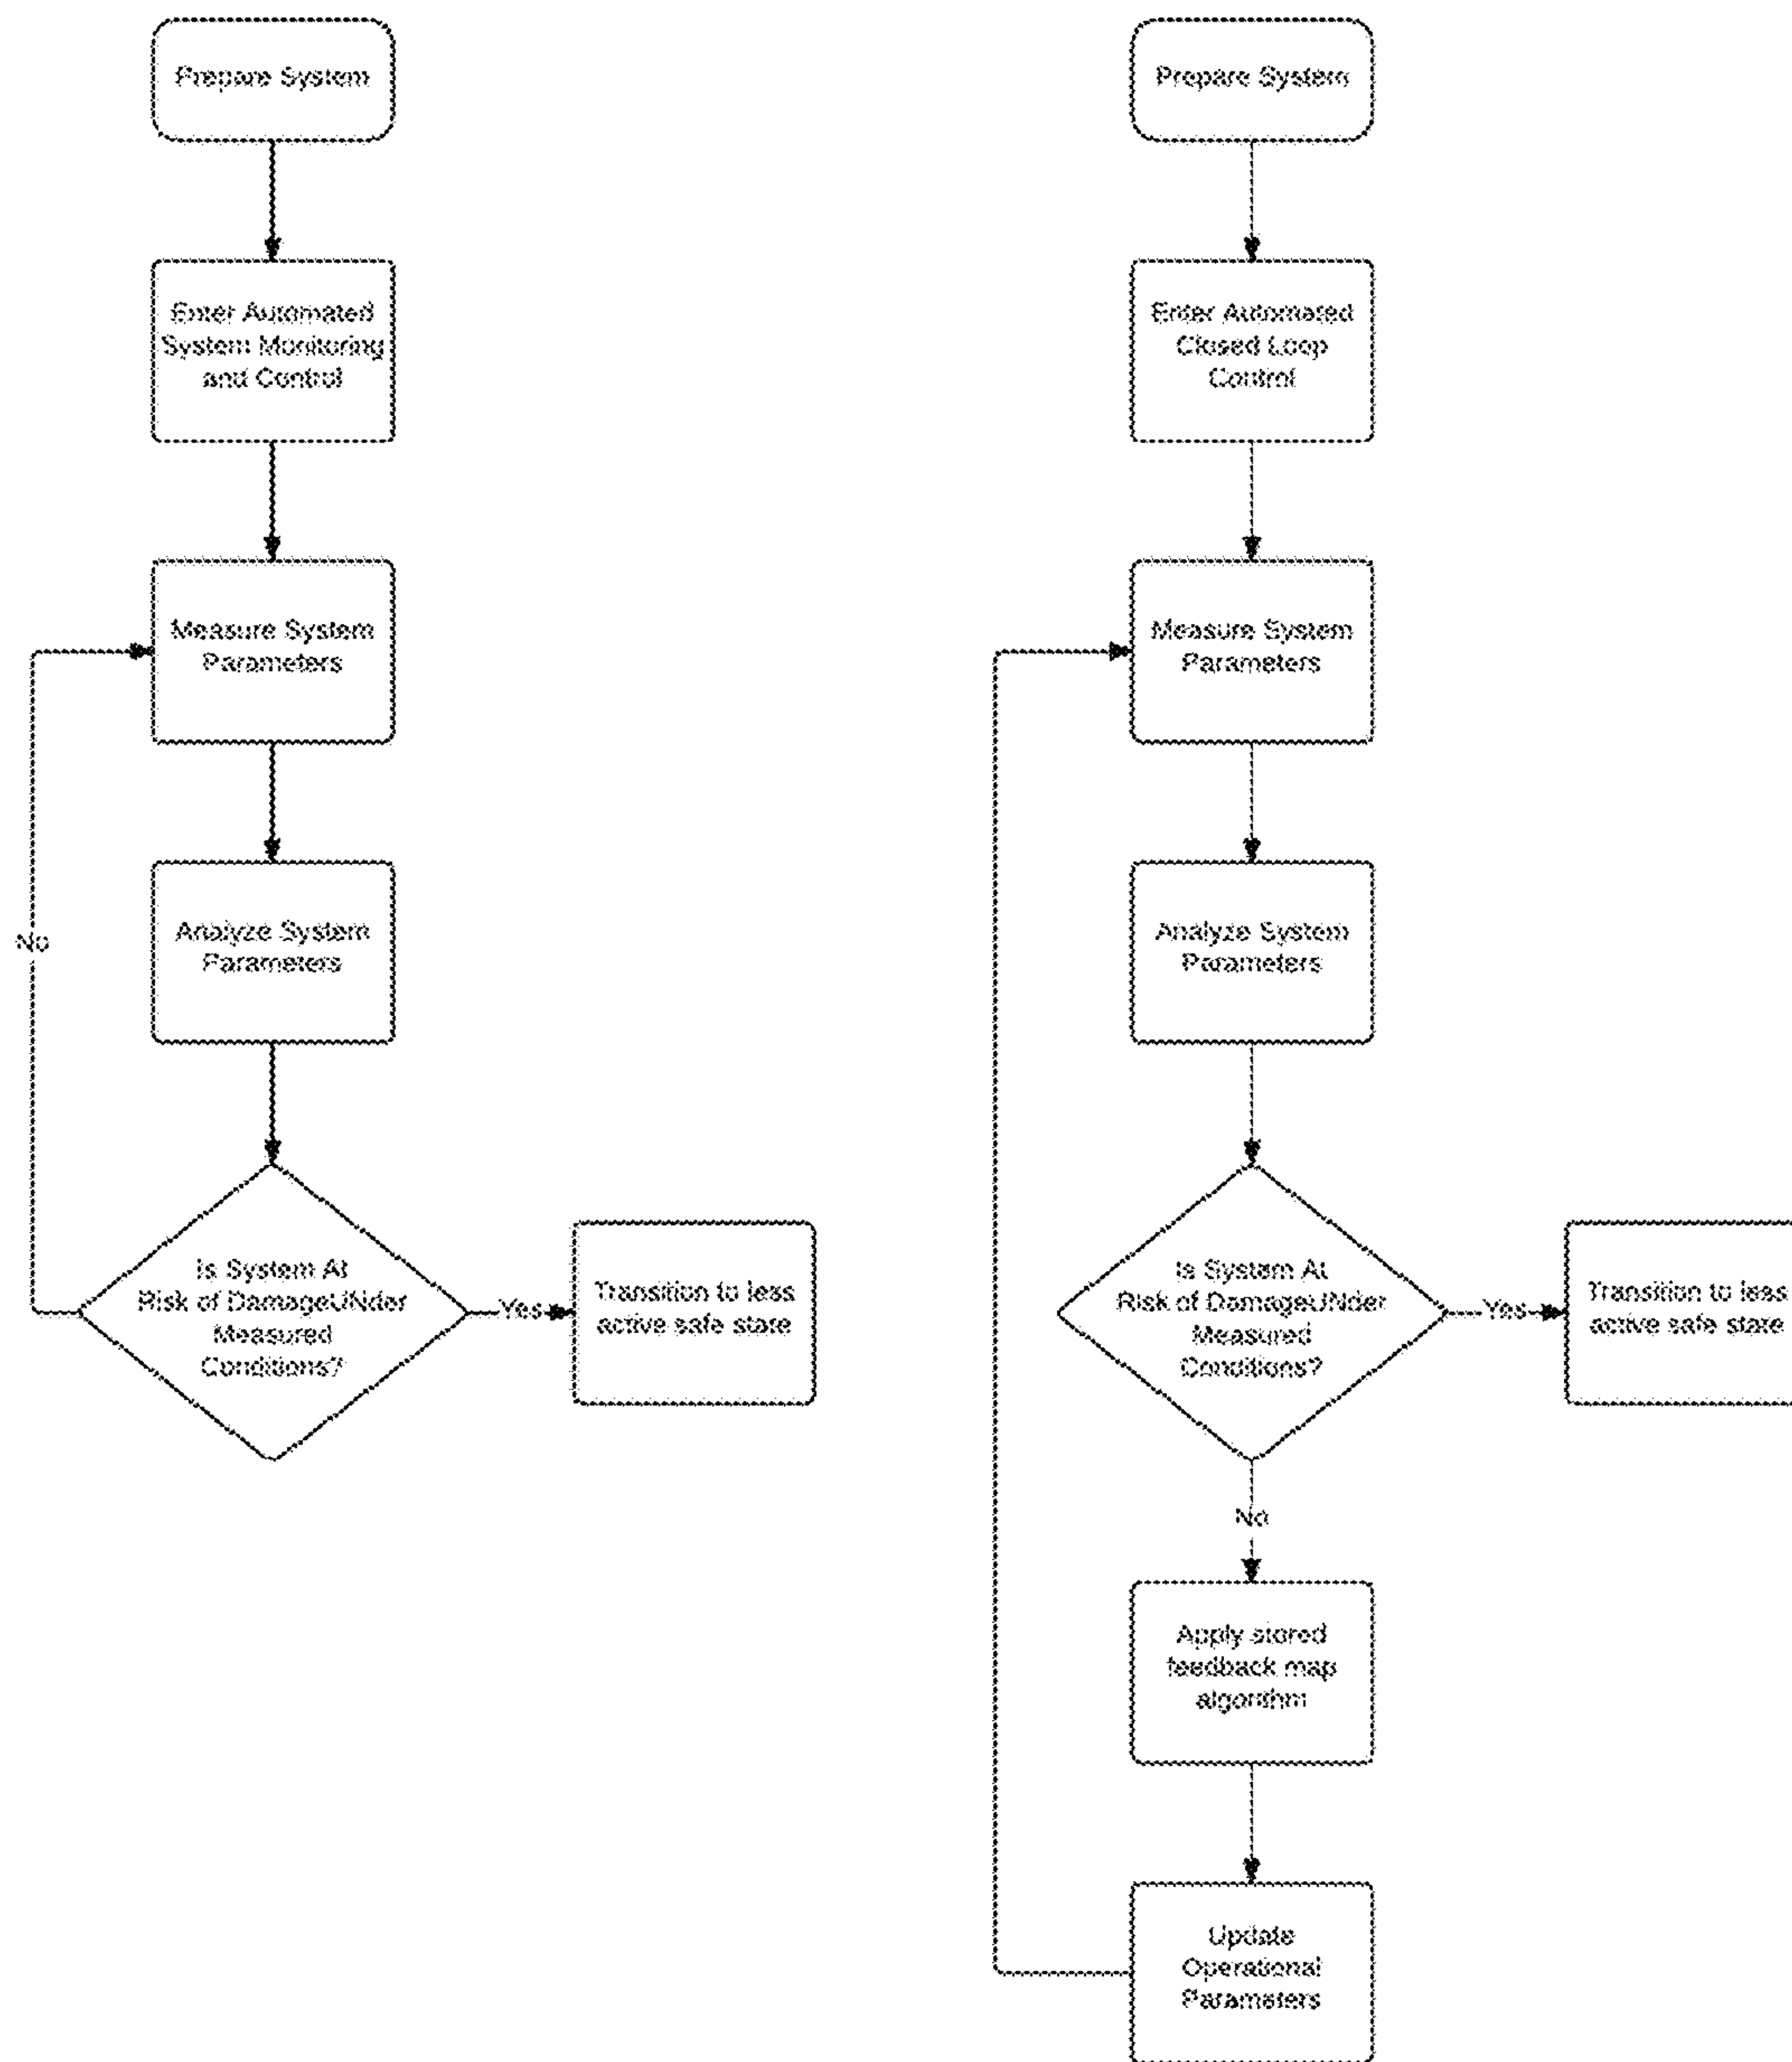 Prepare System
Enter Automated
System Monitoring
and Control
Measure System
Parameters
Analyze System
Parameters
No
Is System At
Risk of DamageUNder
Measured
Conditions?
Yes
Transition to less
active safe state
Prepare System
Enter Automated
Closed Loop
Control
Measure System
Parameters
Analyze System
Parameters
Is System At
Risk of DamageUNder
Measured
Conditions?
Yes
Transition to less
active safe state
No
Apply stored
feedback map
algorithm
Update
Operational
Parameters